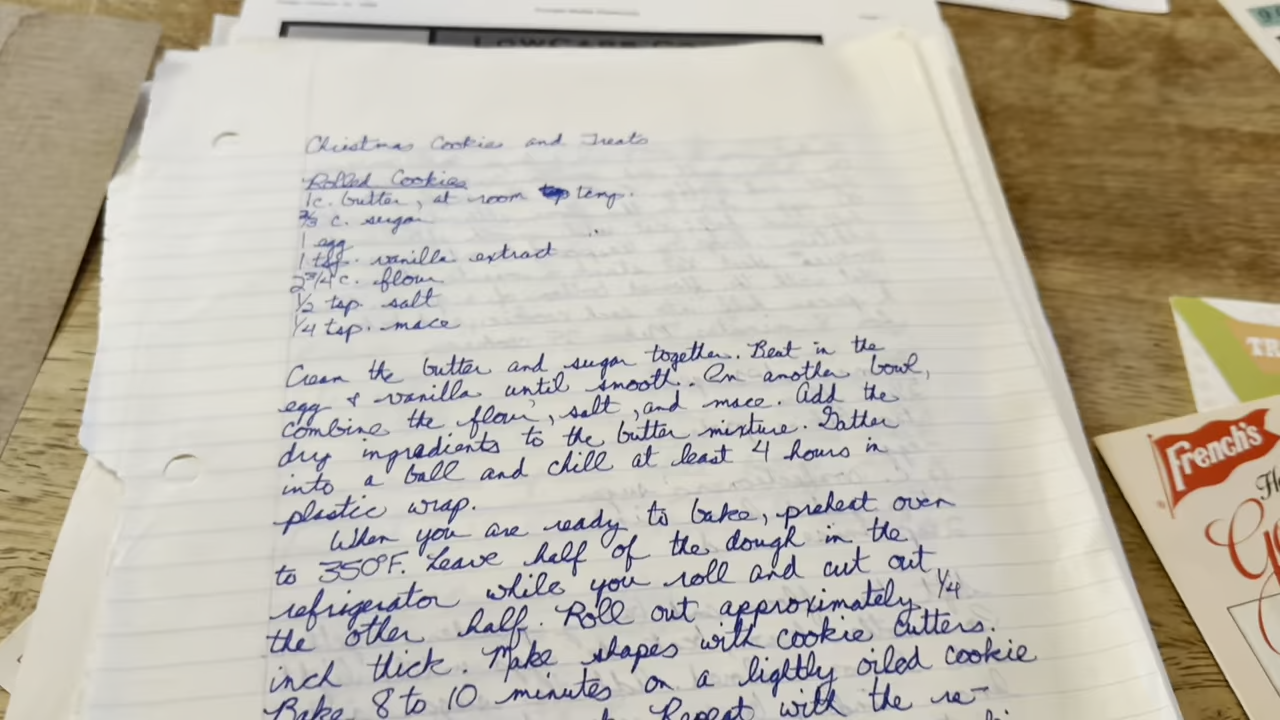 LOWCARB
Christmas Cookies and Treats
Rolled Cookies
1c. butter, at room temp.
2/3 c. sugar
1 egg
1 tsp. vanilla extract
2 3/4 c. flour
1/2 tsp salt
1/4 tsp. mace
Cream the butter and sugar together. Beat in the
egg & vanilla until smooth. In another bowl,
combine the flour, salt, and mace. Add the
dry ingredients to the butter mixture. Gather
into a ball and chill at least 4 hours in
plastic wrap.
When you are ready to bake, preheat oven
to 350°F. Leave half of the dough in the
refrigerator while you roll and cut out
the other half. Roll out approximately 1/4
inch thick. Make shapes with cookie cutters.
Bake 8 to 10 minutes on a lightly oiled cookie
Repeat with the re-
TR
French's